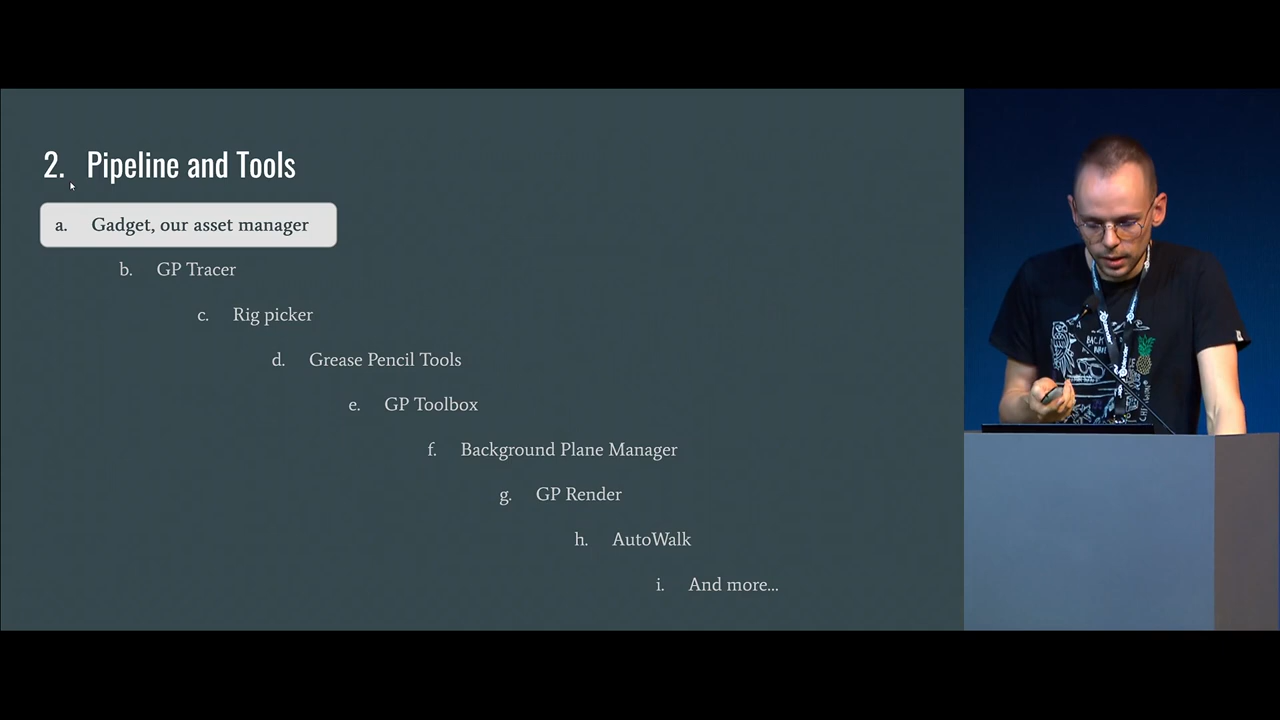 2. Pipeline and Tools
a. Gadget, our asset manager
b. GP Tracer
c. Rig picker
d. Grease Pencil Tools
e. GP Toolbox
f. Background Plane Manager
g. GP Render
h. AutoWalk
i. And more...
BACK